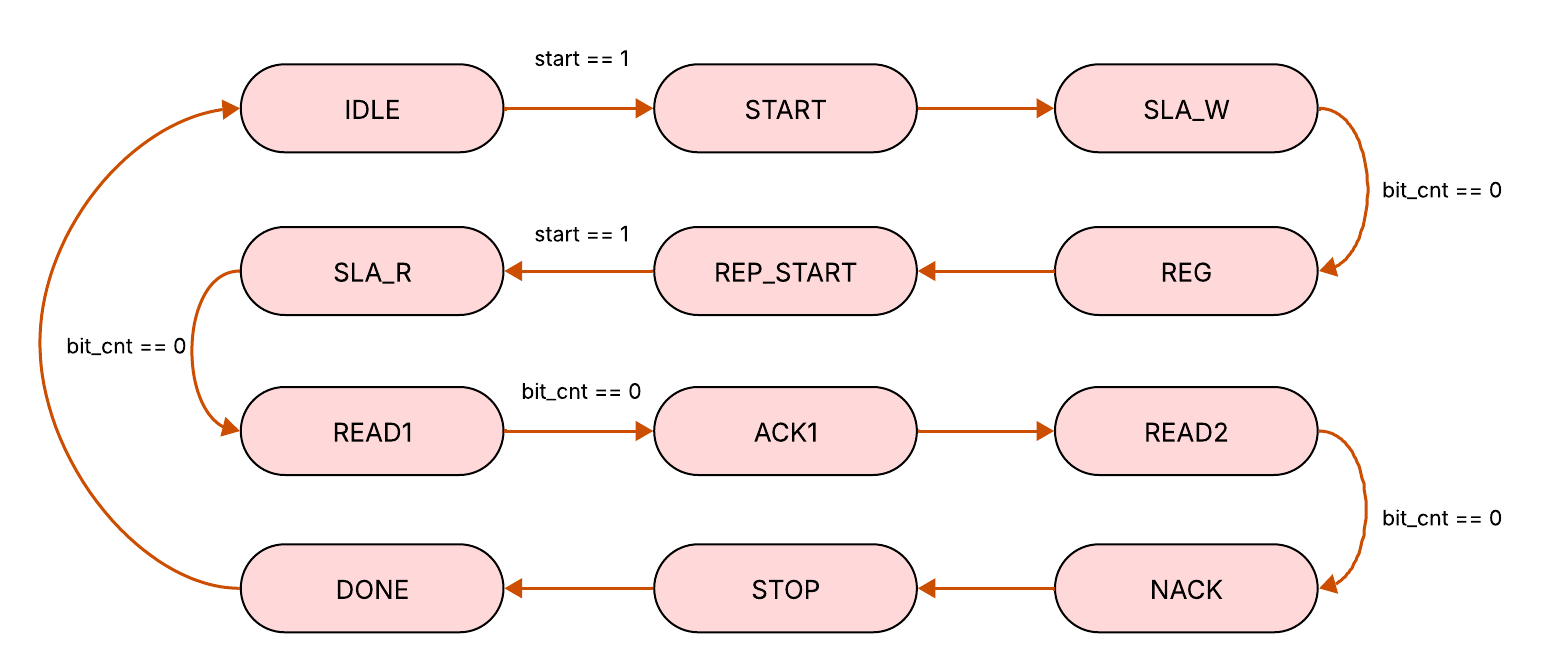 start == 1
IDLE
START
SLA_W
bit_cnt == 0
start == 1
SLA_R
REP_START
REG
bit_cnt == 0
bit_cnt == 0
READ1
ACK1
READ2
bit_cnt == 0
DONE
STOP
NACK